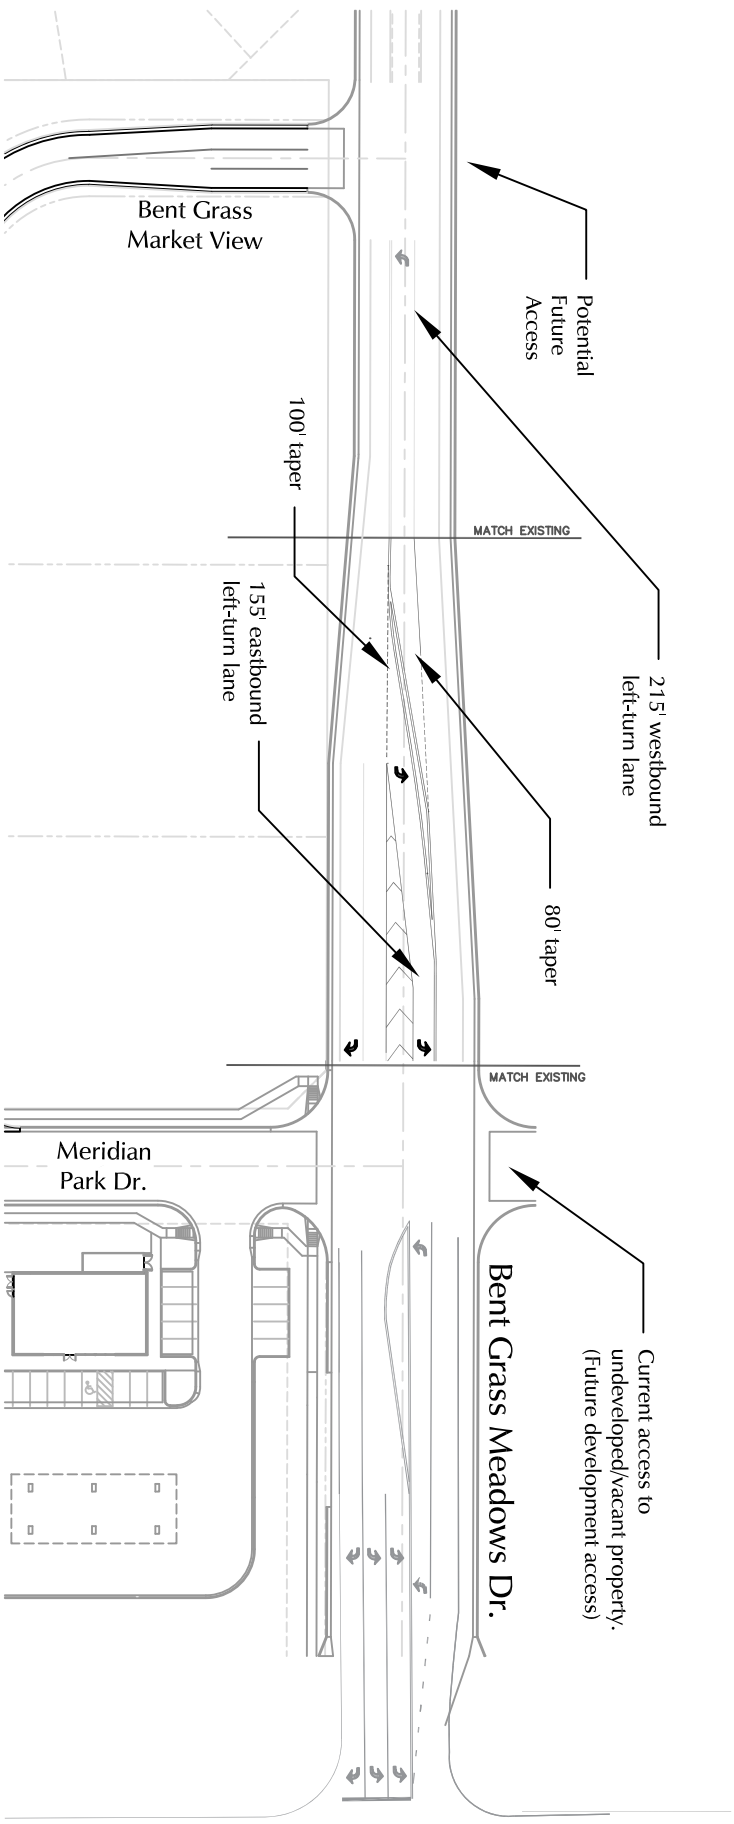 Bent Grass
Market View
Potential
Future
Access
100' taper
MATCH EXISTING
155' eastbound
left-turn lane
215' westbound
left-turn lane
80' taper
MATCH EXISTING
Meridian
Park Dr.
Bent Grass Meadows Dr.
Current access to
undeveloped/vacant property.
(Future development access)